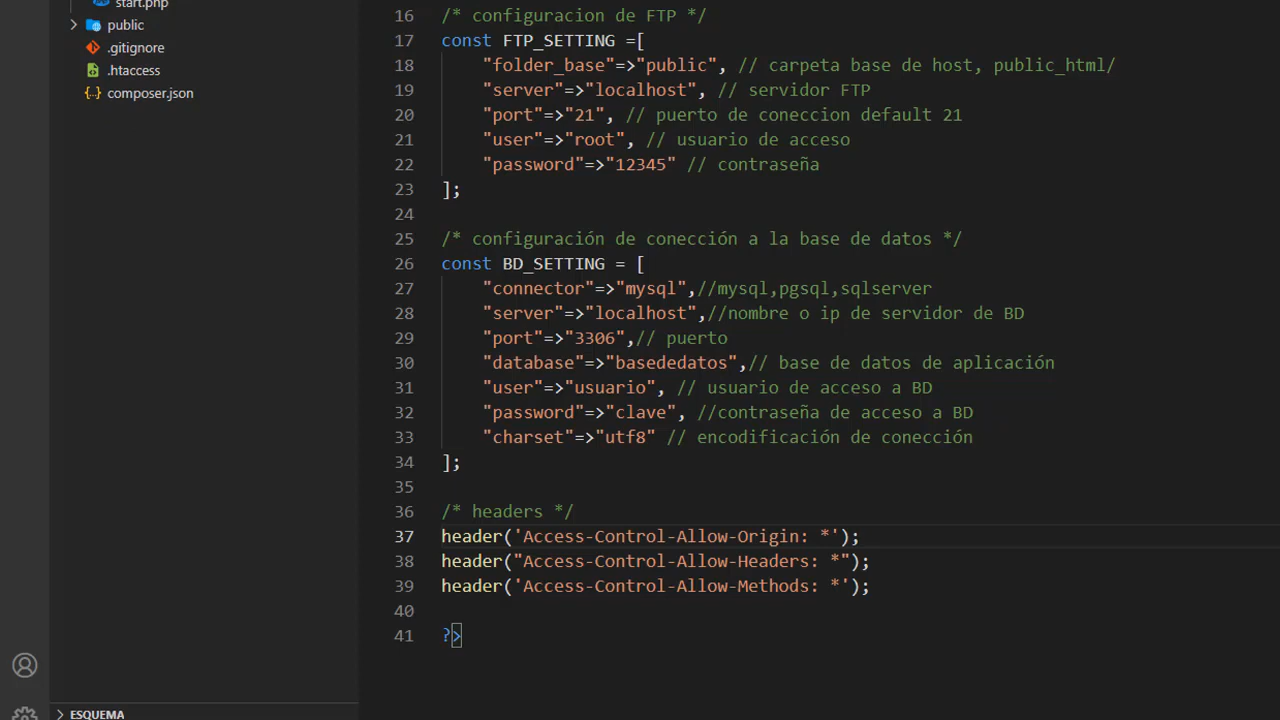 start.php
public
.gitignore
.htaccess
composer.json
16 /* configuracion de FTP */
17 const FTP_SETTING =[
18 "folder_base"=>"public", // carpeta base de host, public_html/
19 "server"=>"localhost", // servidor FTP
20 "port"=>"21", // puerto de coneccion default 21
21 "user"=>"root", // usuario de acceso
22 "password"=>"12345" // contraseña
23 ];
24
25 /* configuración de conección a la base de datos */
26 const BD_SETTING = [
27 "connector"=>"mysql",//mysql,pgsql,sqlserver
28 "server"=>"localhost",//nombre o ip de servidor de BD
29 "port"=>"3306",// puerto
30 "database"=>"basededatos",// base de datos de aplicación
31 "user"=>"usuario", // usuario de acceso a BD
32 "password"=>"clave", //contraseña de acceso a BD
33 "charset"=>"utf8" // encodificación de conección
34 ];
35
36 /* headers */
37 header('Access-Control-Allow-Origin: *');
38 header("Access-Control-Allow-Headers: *");
39 header('Access-Control-Allow-Methods: *');
40
41 ?>
ESQUEMA